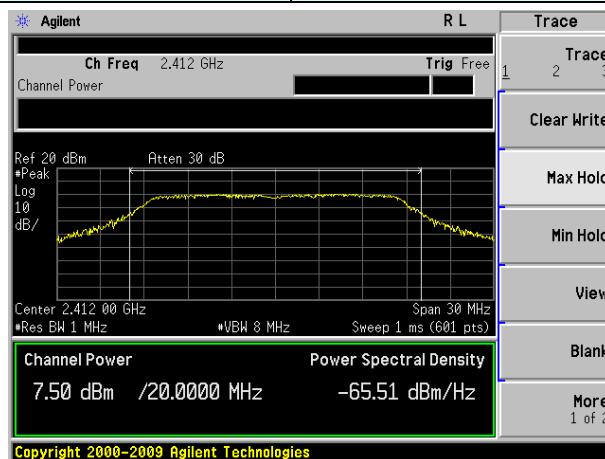 Agilent R L Trace
Ch Freq 2.412 GHz Trig Free
Channel Power
Trace
1 2 3
Clear Write
Max Hold
Min Hold
View
Blank
More
1 of 2
Ref 20 dBm Atten 30 dB
#Peak
Log
10
dB/
Center 2.412 00 GHz Span 30 MHz
#Res BW 1 MHz #VBW 8 MHz Sweep 1 ms (601 pts)
Channel Power Power Spectral Density
7.50 dBm /20.0000 MHz -65.51 dBm/Hz
Copyright 2000-2009 Agilent Technologies